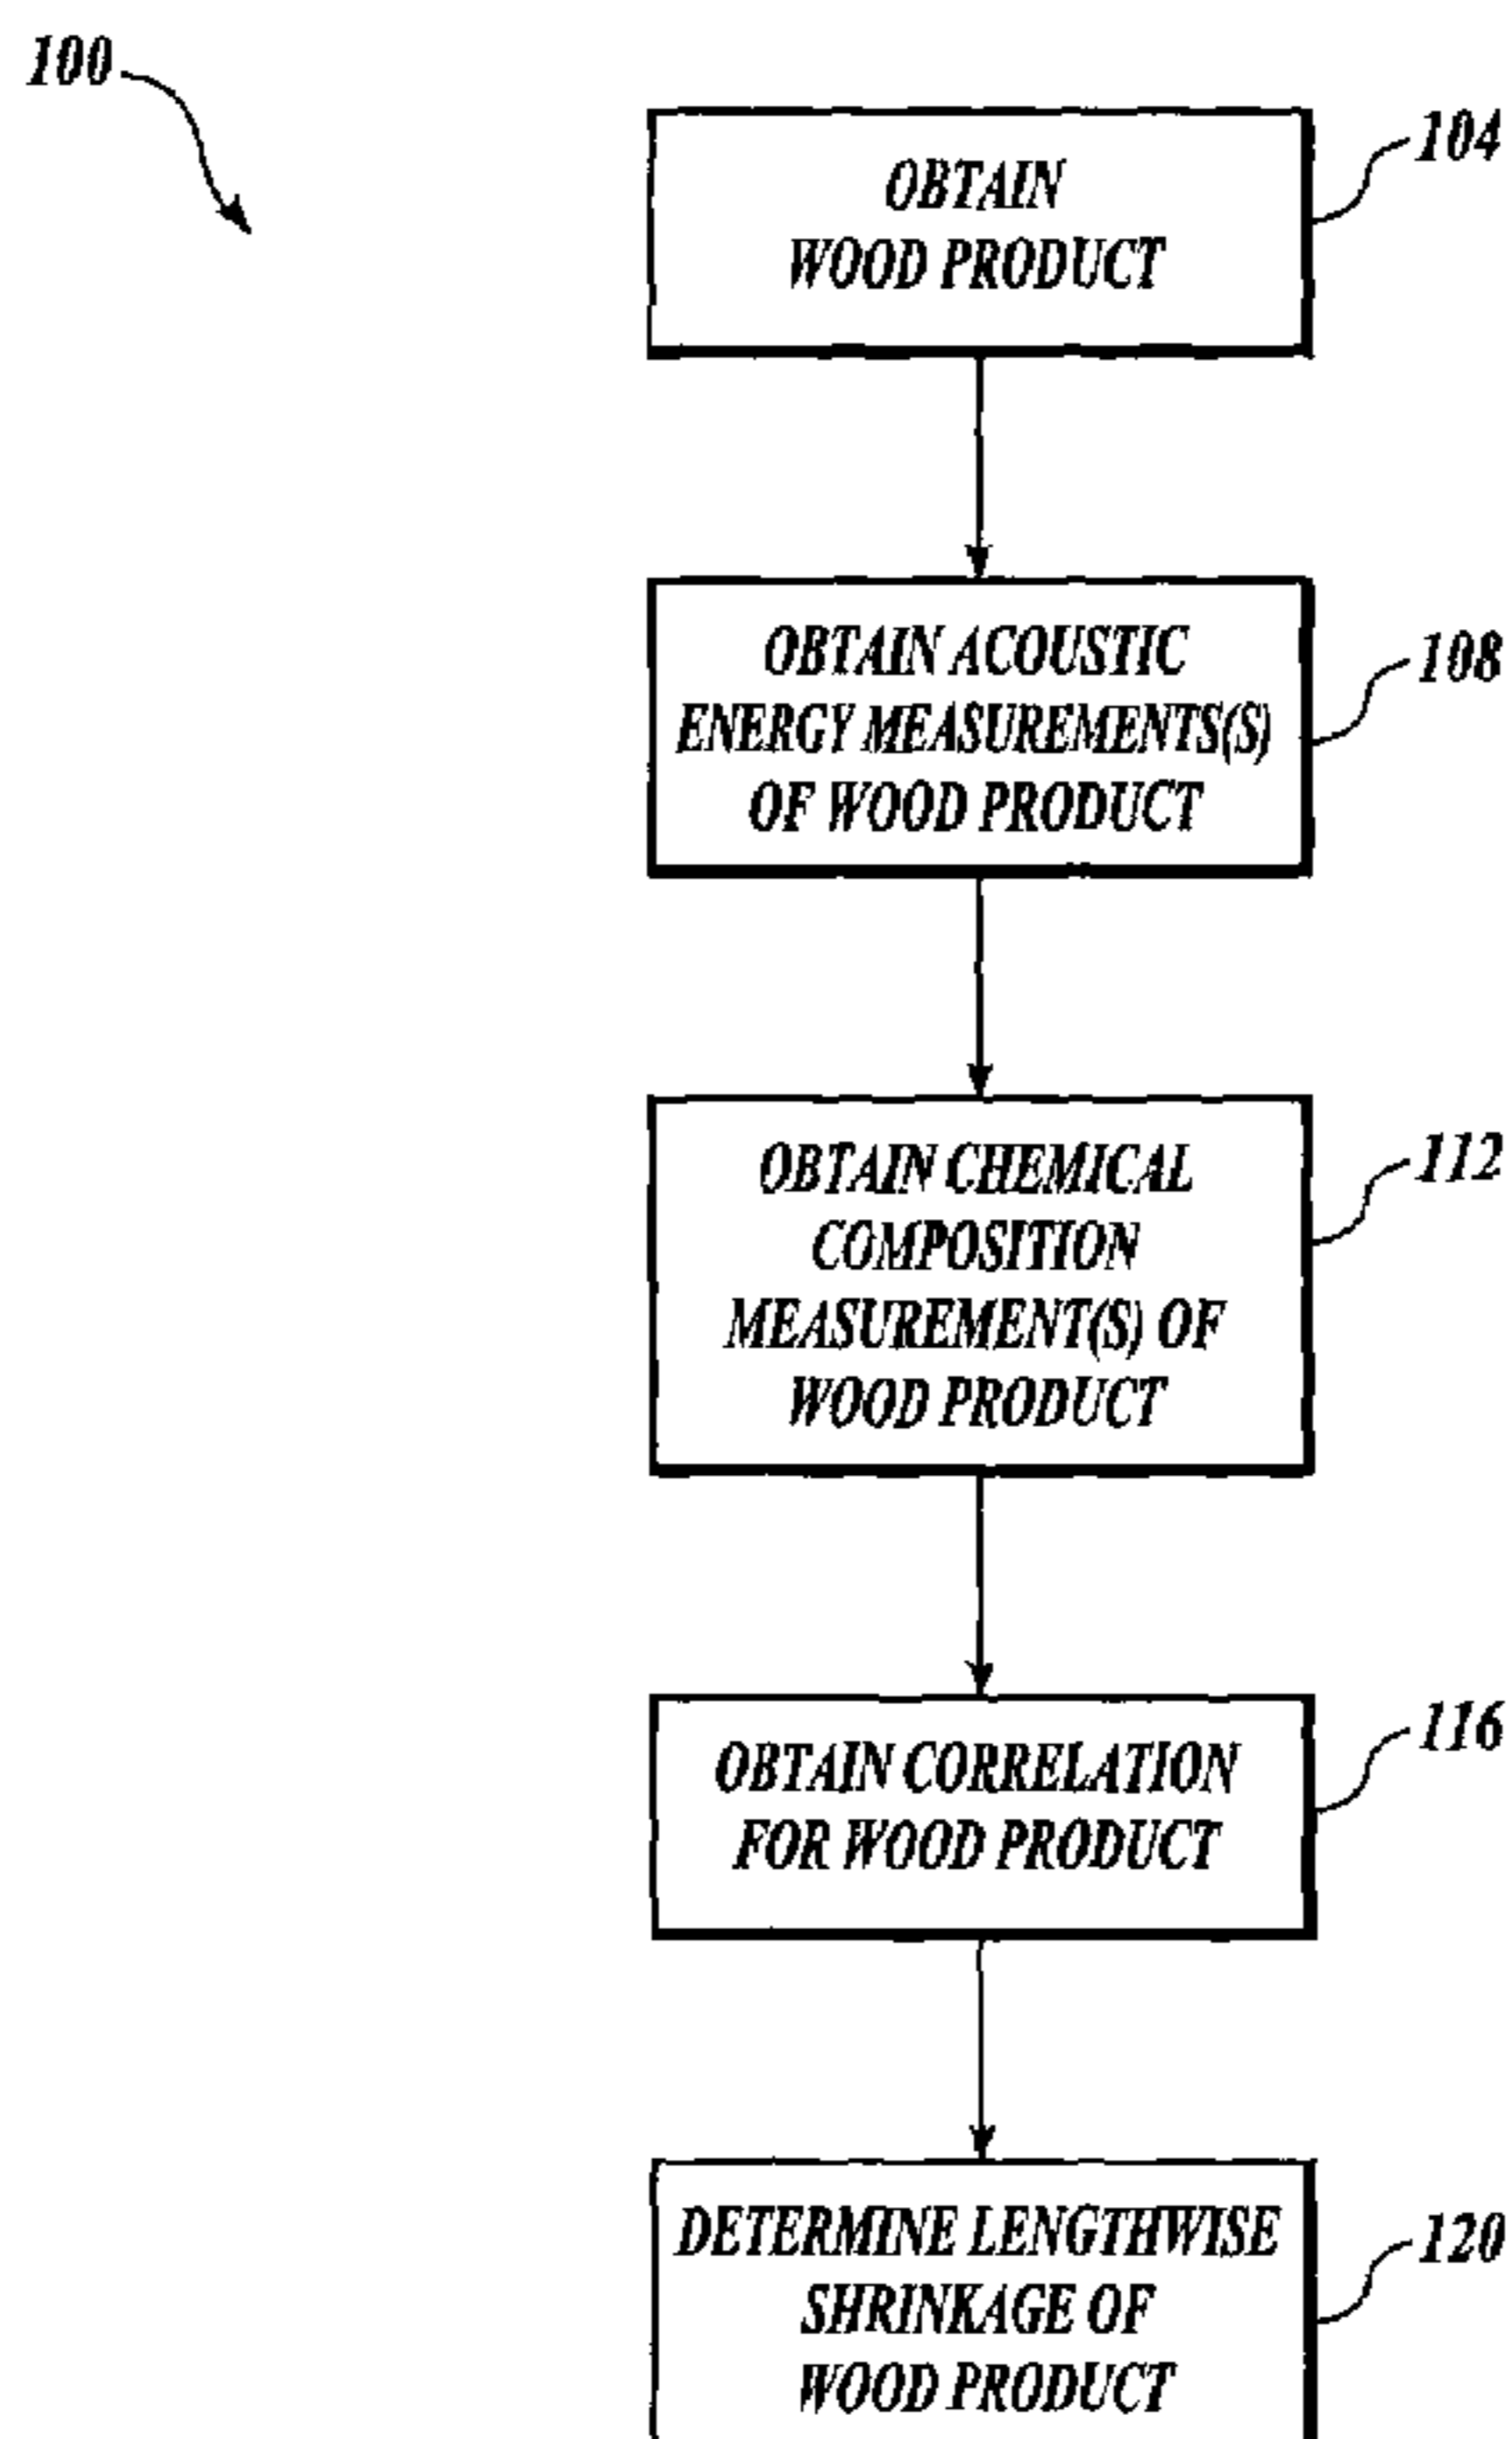 100
OBTAIN
WOOD PRODUCT
104
OBTAIN ACOUSTIC
ENERGY MEASUREMENTS(S)
OF WOOD PRODUCT
108
OBTAIN CHEMICAL
COMPOSITION
MEASUREMENT(S) OF
WOOD PRODUCT
112
OBTAIN CORRELATION
FOR WOOD PRODUCT
116
DETERMINE LENGTHWISE
SHRINKAGE OF
WOOD PRODUCT
120